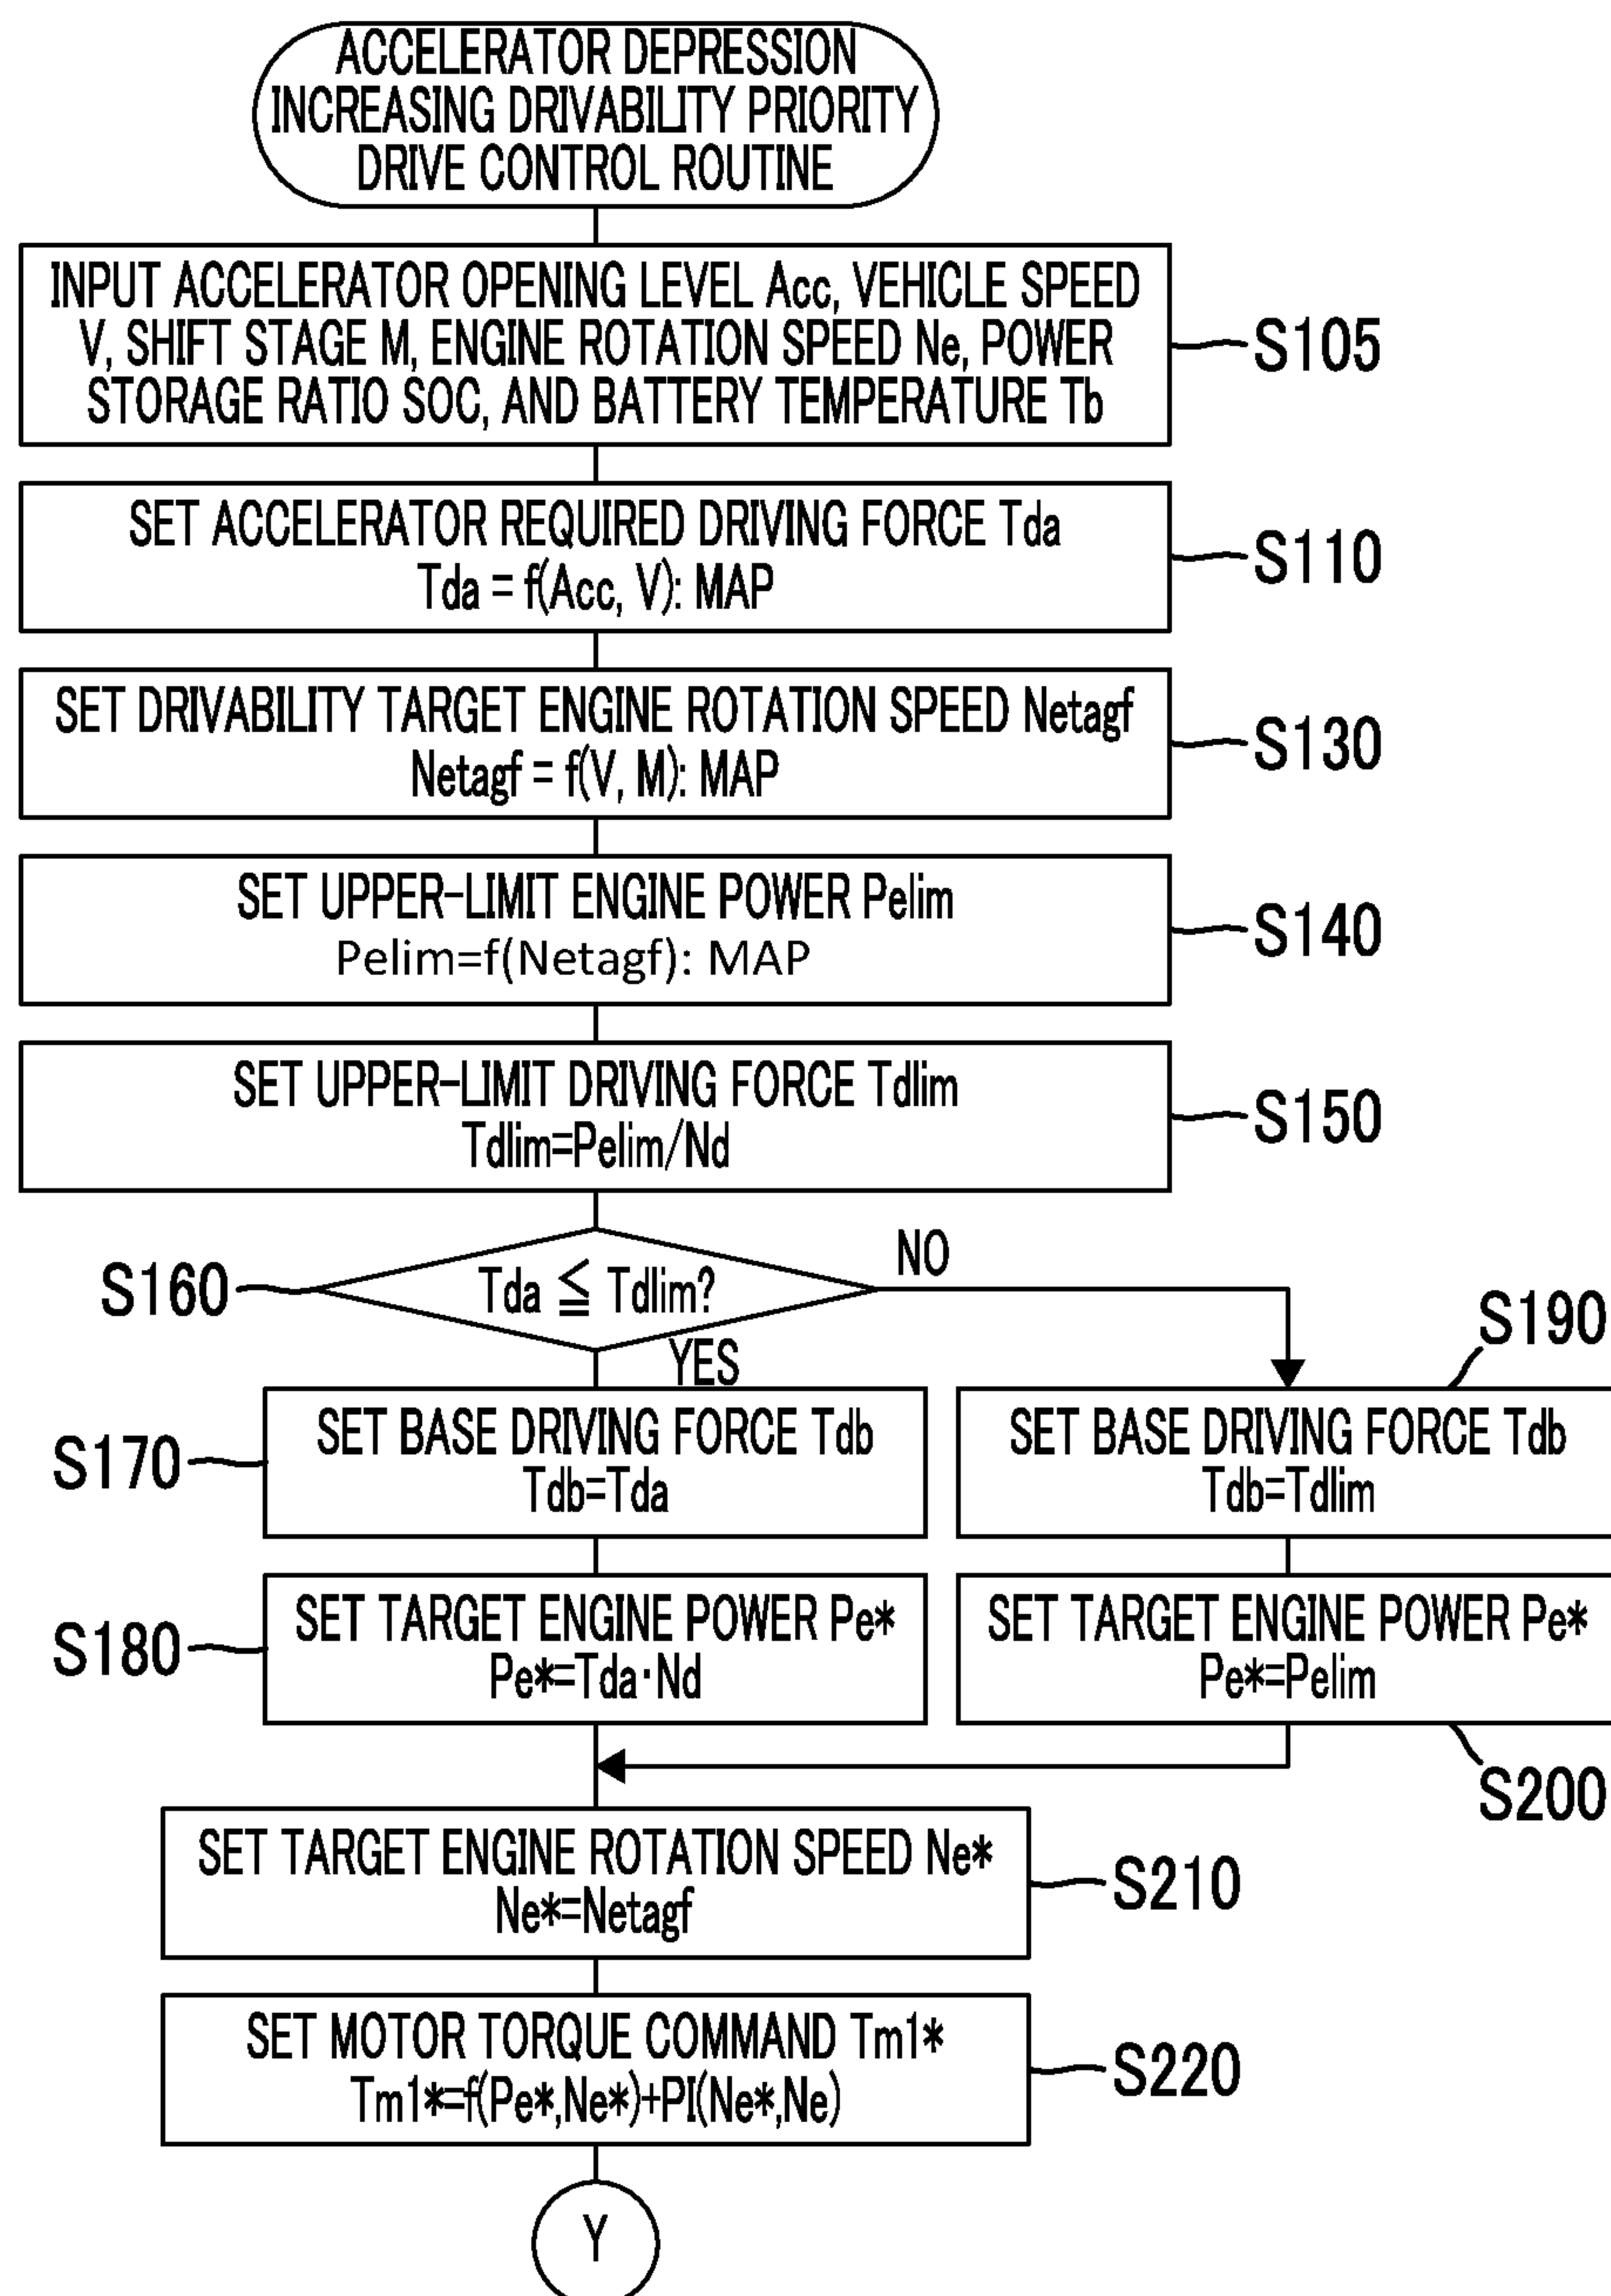 ACCELERATOR DEPRESSION
INCREASING DRIVABILITY PRIORITY
DRIVE CONTROL ROUTINE
INPUT ACCELERATOR OPENING LEVEL Acc, VEHICLE SPEED
V, SHIFT STAGE M, ENGINE ROTATION SPEED Ne, POWER
STORAGE RATIO SOC, AND BATTERY TEMPERATURE Tb
S105
SET ACCELERATOR REQUIRED DRIVING FORCE Tda
Tda = f(Acc, V): MAP
S110
SET DRIVABILITY TARGET ENGINE ROTATION SPEED Netagf
Netagf = f(V, M): MAP
S130
SET UPPER-LIMIT ENGINE POWER Pelim
Pelim=f(Netagf): MAP
S140
SET UPPER-LIMIT DRIVING FORCE Tdlim
Tdlim=Pelim/Nd
S150
S160
Tda ≦ Tdlim?
NO
YES
S170
SET BASE DRIVING FORCE Tdb
Tdb=Tda
S190
SET BASE DRIVING FORCE Tdb
Tdb=Tdlim
S180
SET TARGET ENGINE POWER Pe*
Pe*=Tda·Nd
SET TARGET ENGINE POWER Pe*
Pe*=Pelim
S200
SET TARGET ENGINE ROTATION SPEED Ne*
Ne*=Netagf
S210
SET MOTOR TORQUE COMMAND Tm1*
Tm1*=f(Pe*,Ne*)+PI(Ne*,Ne)
S220
Y